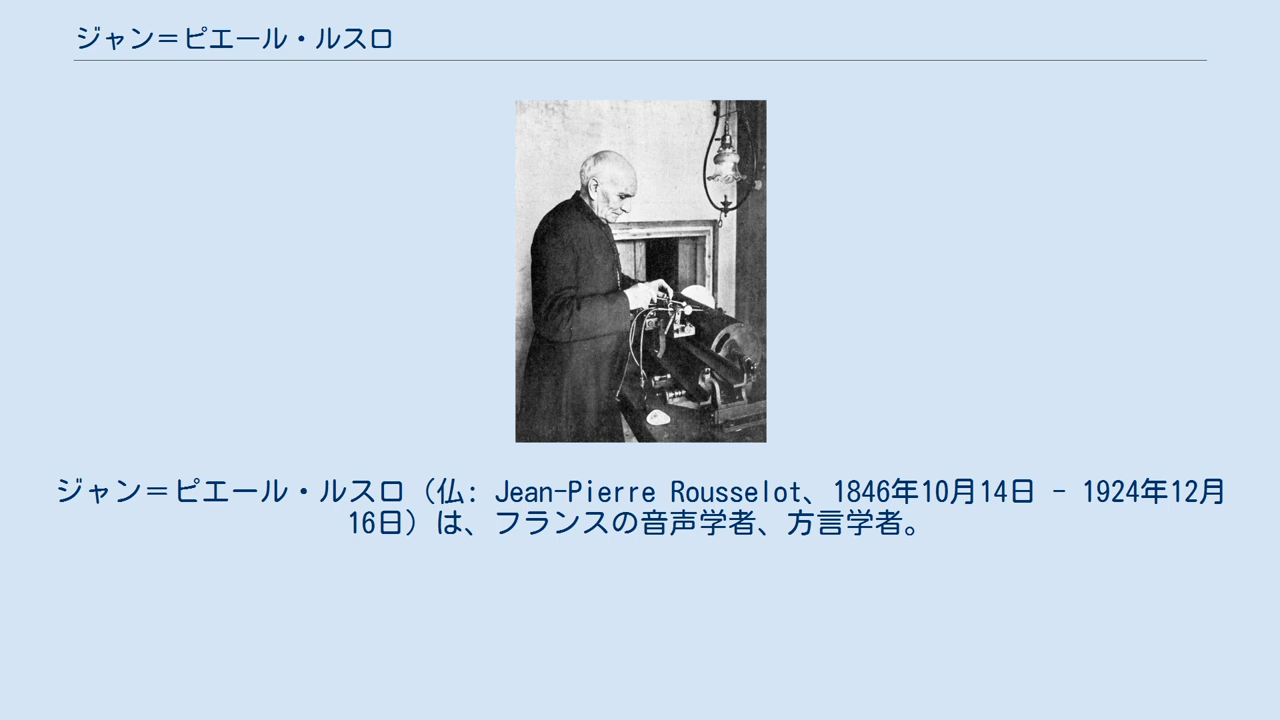 ジャン＝ピエール・ルスロ
ジャン＝ピエール・ルスロ（仏: Jean-Pierre Rousselot、1846年10月14日 - 1924年12月
16日）は、フランスの音声学者、方言学者。